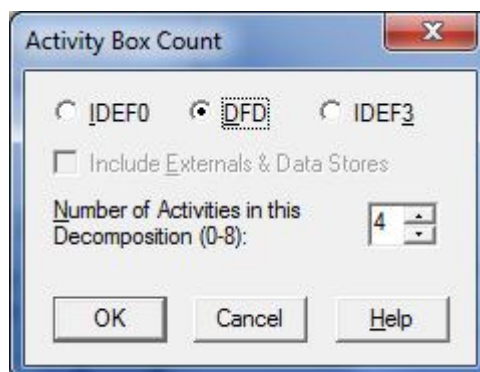 Activity Box Count
IDEF0 DFD IDEF3
Include Externals & Data Stores
Number of Activities in this
Decomposition (0-8):
4
OK Cancel Help